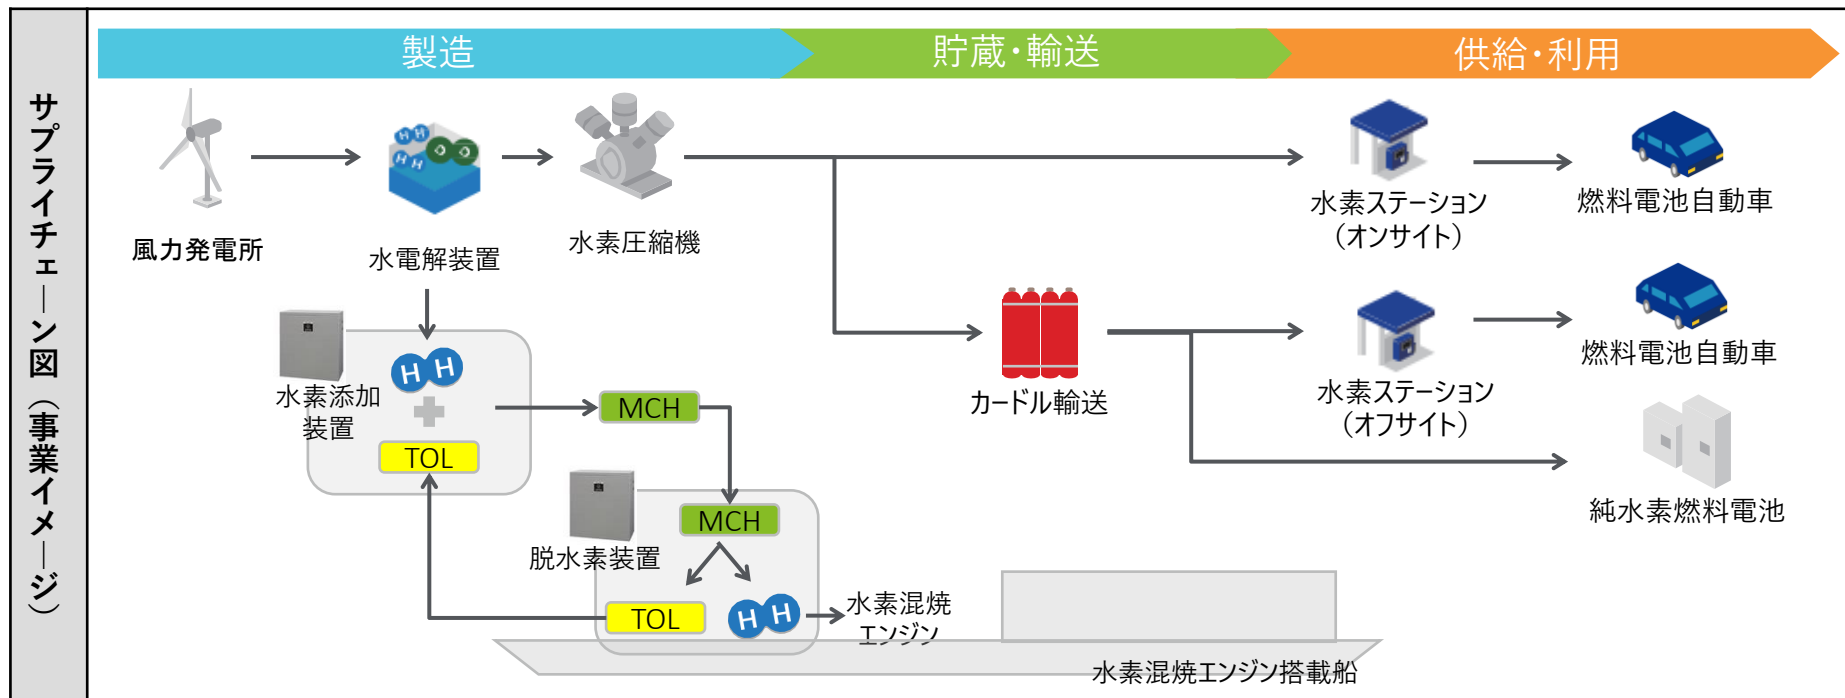 サプライチェーン図（事業イメージ）
製造
貯蔵・輸送
供給・利用
風力発電所
水電解装置
水素圧縮機
水素ステーション
（オンサイト）
燃料電池自動車
カードル輸送
水素ステーション
（オフサイト）
燃料電池自動車
純水素燃料電池
水素添加
装置
H H
TOL
MCH
脱水素装置
MCH
TOL
H H
水素混焼
エンジン
水素混焼エンジン搭載船
H H
H H